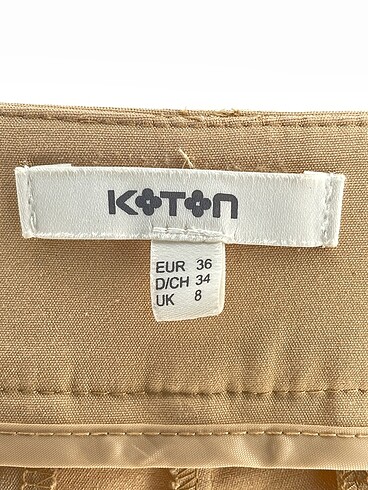 KOTON
EUR 36
D/CH 34
UK 8